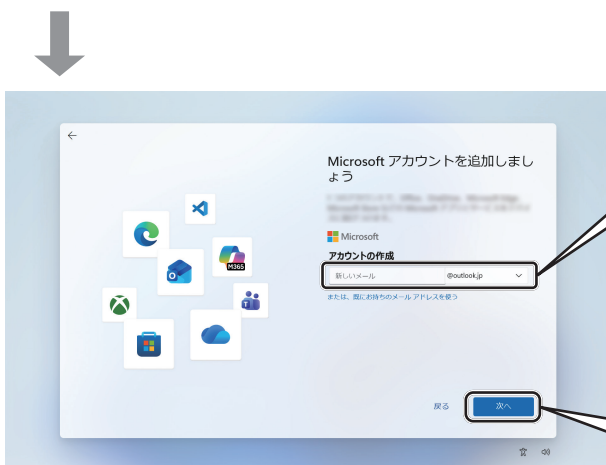 Microsoft アカウントを追加しまし
ょう
Microsoft
アカウントの作成
新しいメール @outlook.jp
または、既にお持ちのメール アドレスを使う
M365
戻る 次へ